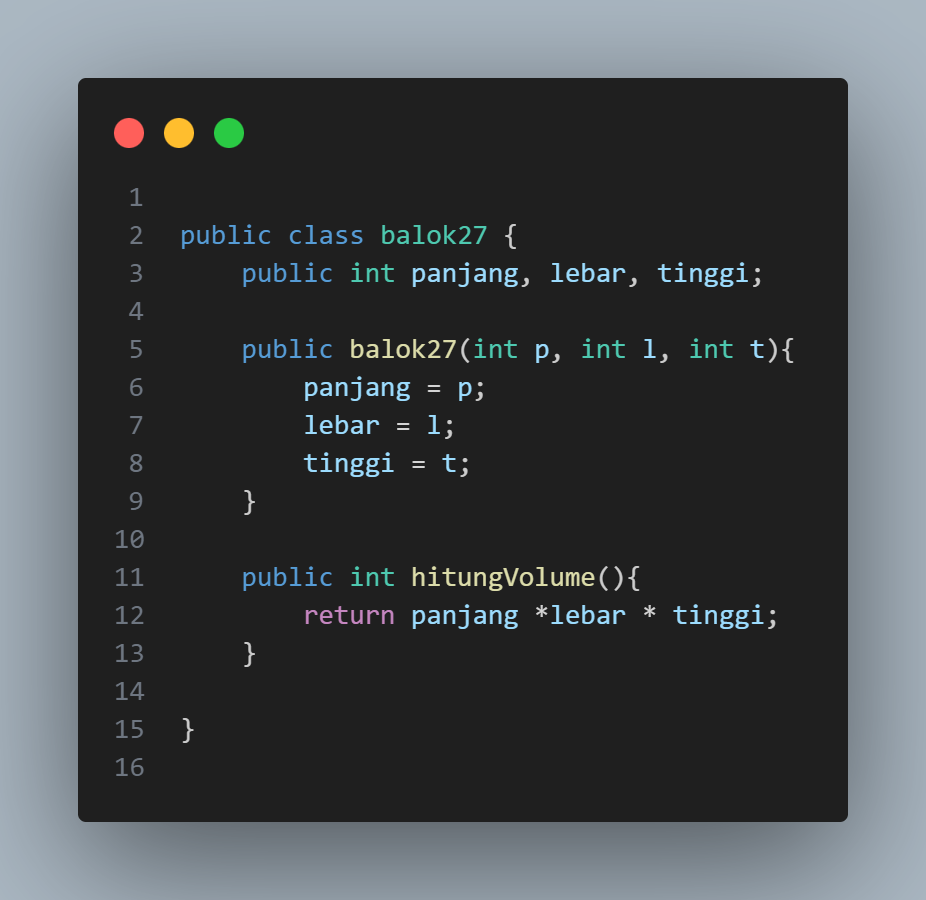 1
2 public class balok27 {
3     public int panjang, lebar, tinggi;
4
5     public balok27(int p, int l, int t){
6         panjang = p;
7         lebar = l;
8         tinggi = t;
9     }
10
11     public int hitungVolume(){
12         return panjang *lebar * tinggi;
13     }
14
15 }
16